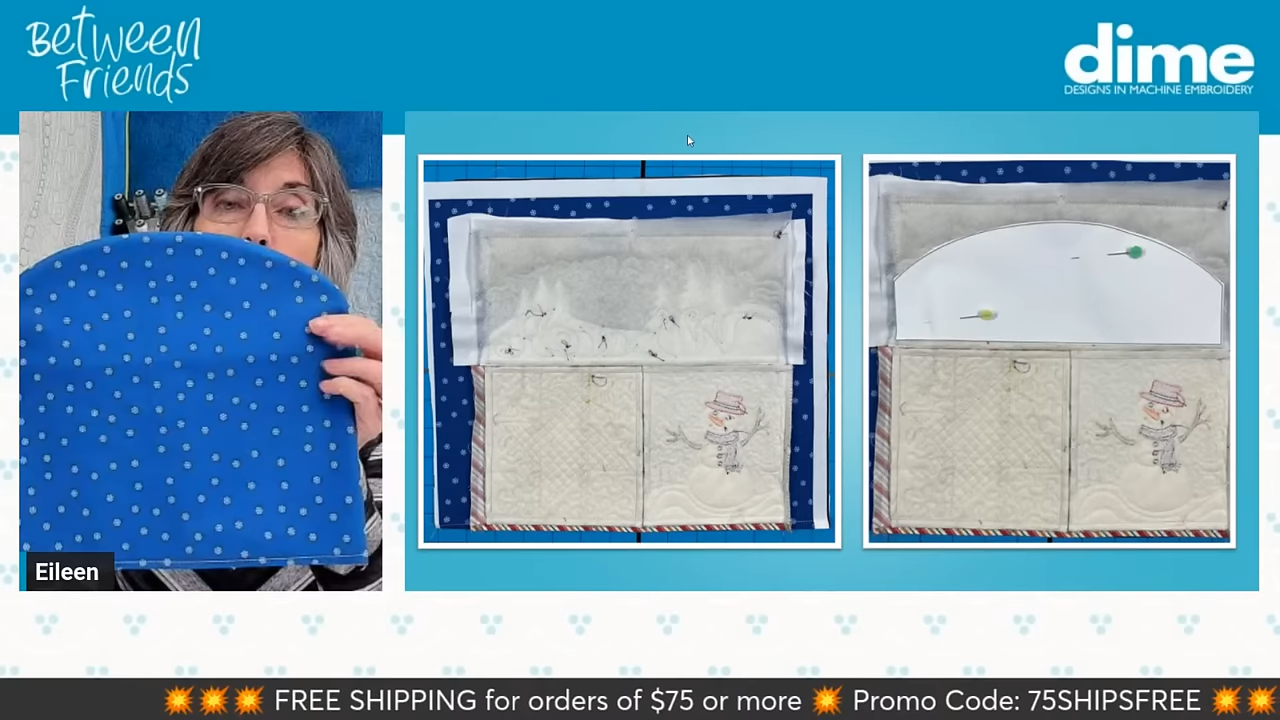 Between
Friends
dime
DESIGNS IN MACHINE EMBROIDERY
Eileen
FREE SHIPPING for orders of $75 or more 💥 Promo Code: 75SHIPSFREE